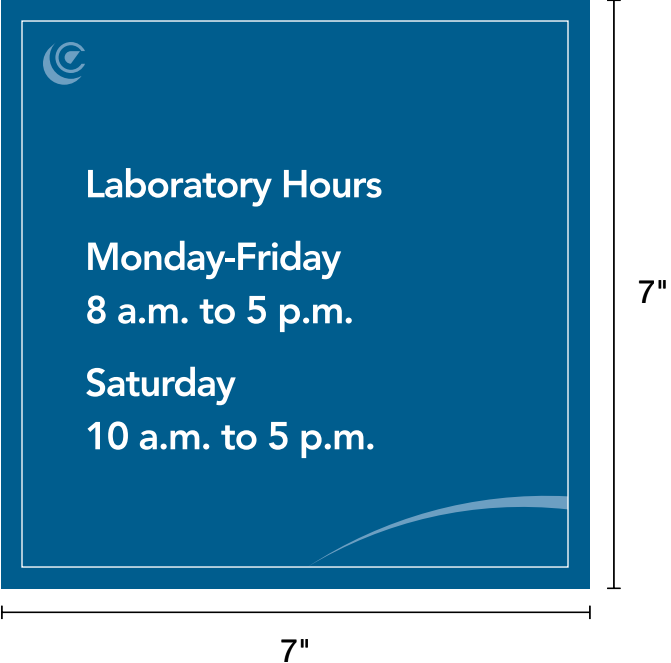 Laboratory Hours
Monday-Friday
8 a.m. to 5 p.m.
Saturday
10 a.m. to 5 p.m.
7"
7"